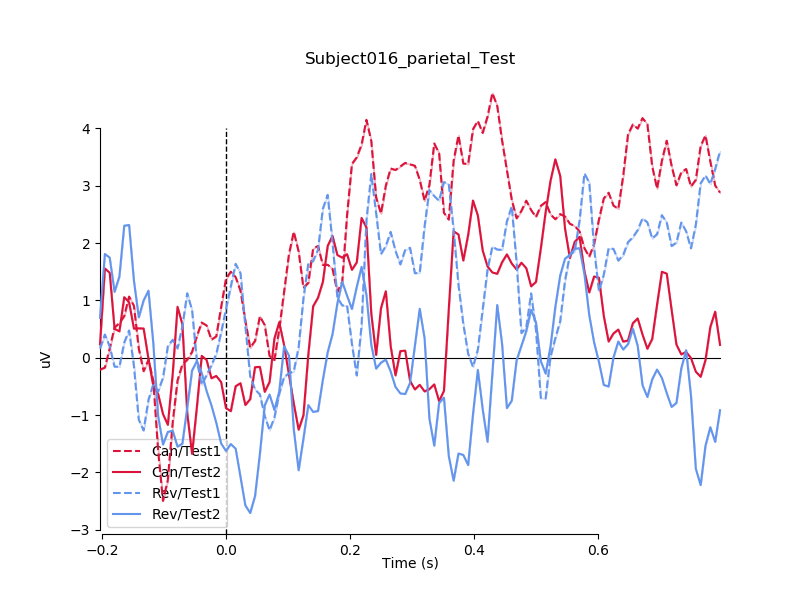 Subject016_parietal_Test
uV
4
3
2
1
0
−1
−2
−3
Can/Test1
Can/Test2
Rev/Test1
Rev/Test2
−0.2 0.0 0.2 0.4 0.6
Time (s)